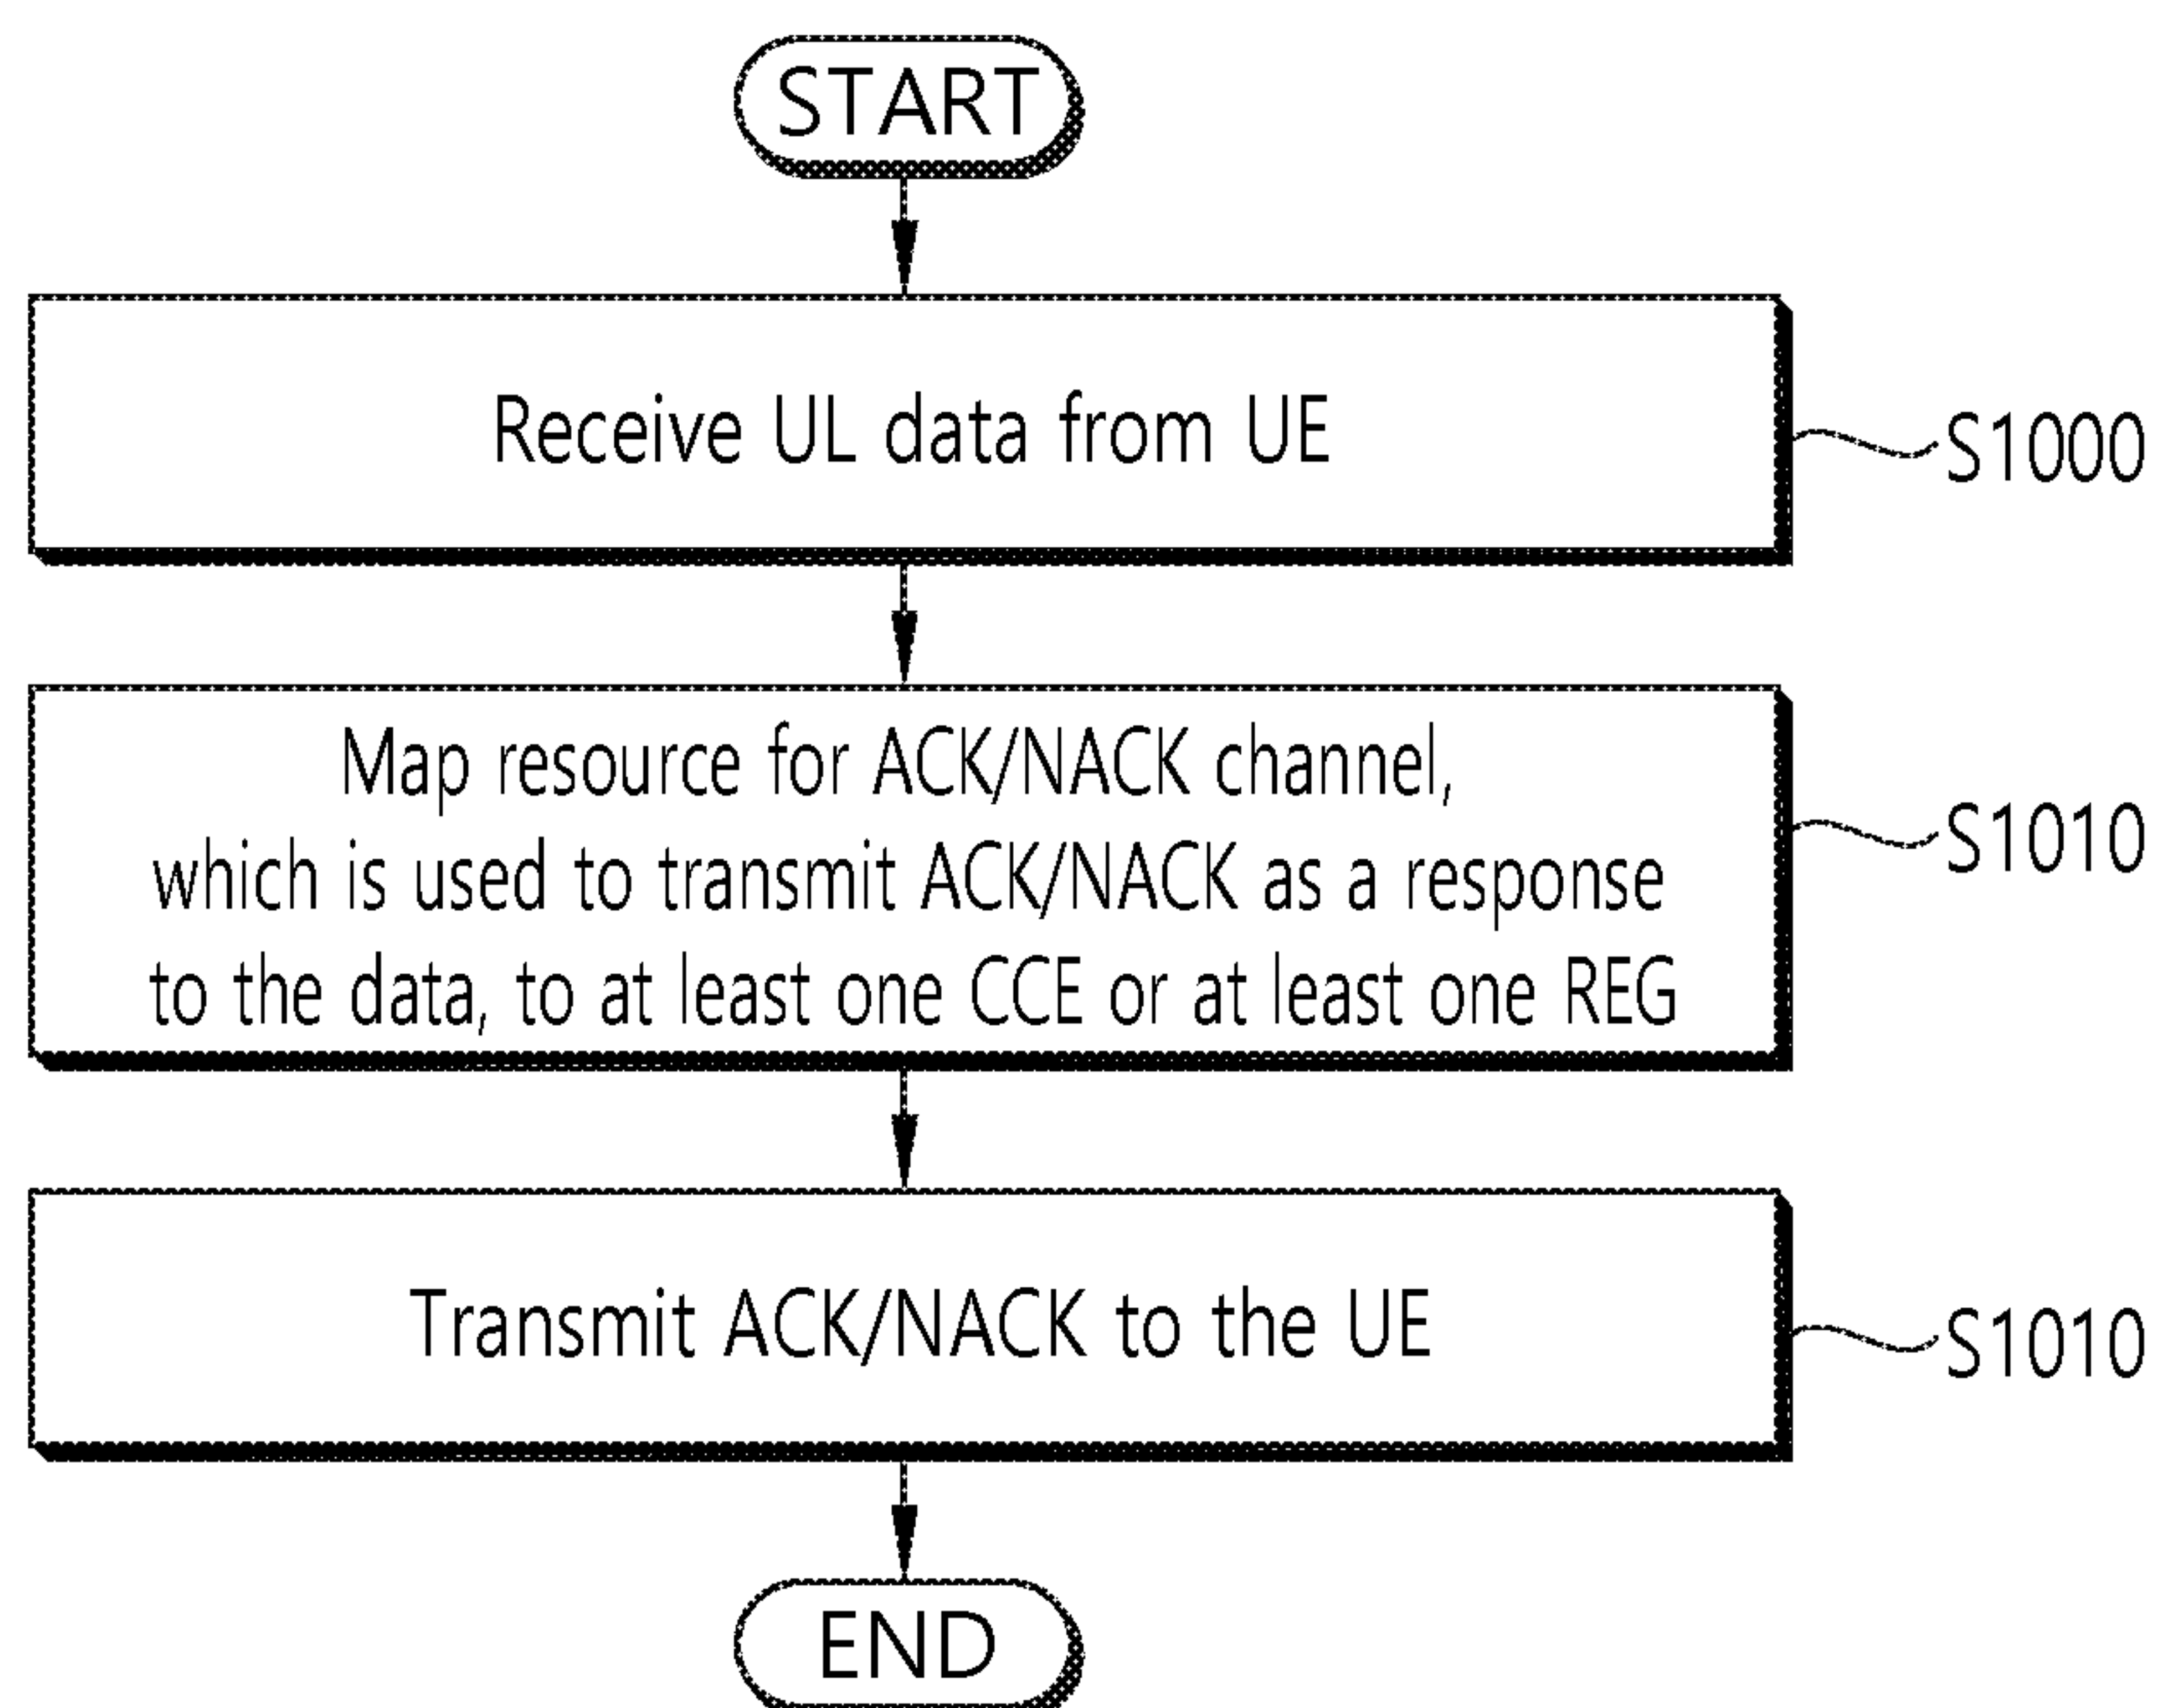 START
Receive UL data from UE
S1000
Map resource for ACK/NACK channel,
which is used to transmit ACK/NACK as a response
to the data, to at least one CCE or at least one REG
S1010
Transmit ACK/NACK to the UE
S1010
END